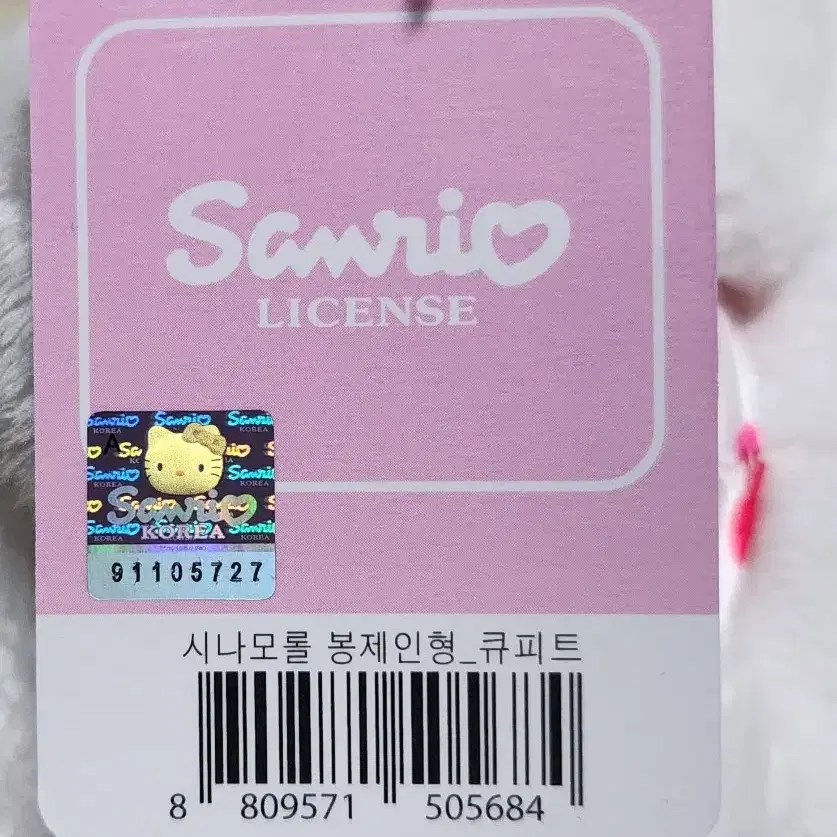 Sanrio
LICENSE
Sanrio
KOREA
91105727
시나모롤 봉제인형_큐피트
8 809571 505684